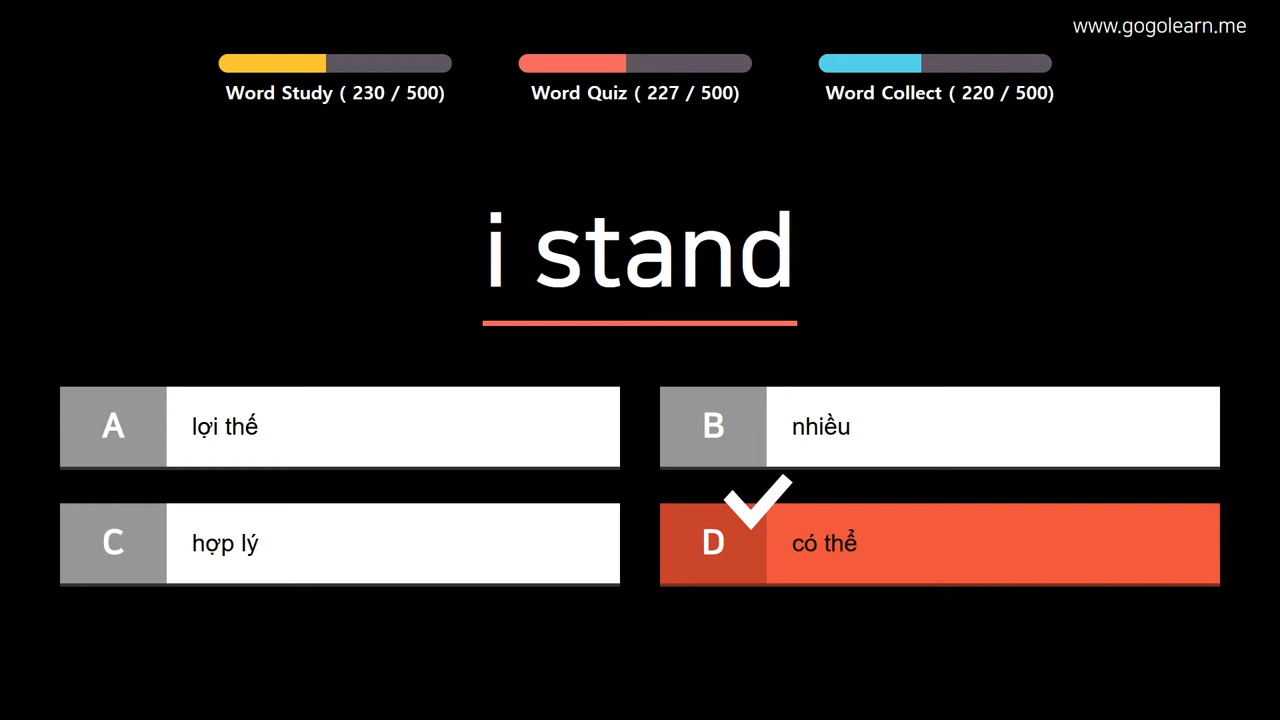 www.gogolearn.me
Word Study ( 230 / 500)
Word Quiz ( 227 / 500)
Word Collect ( 220 / 500)
i stand
A lợi thế
B nhiều
C hợp lý
D có thể